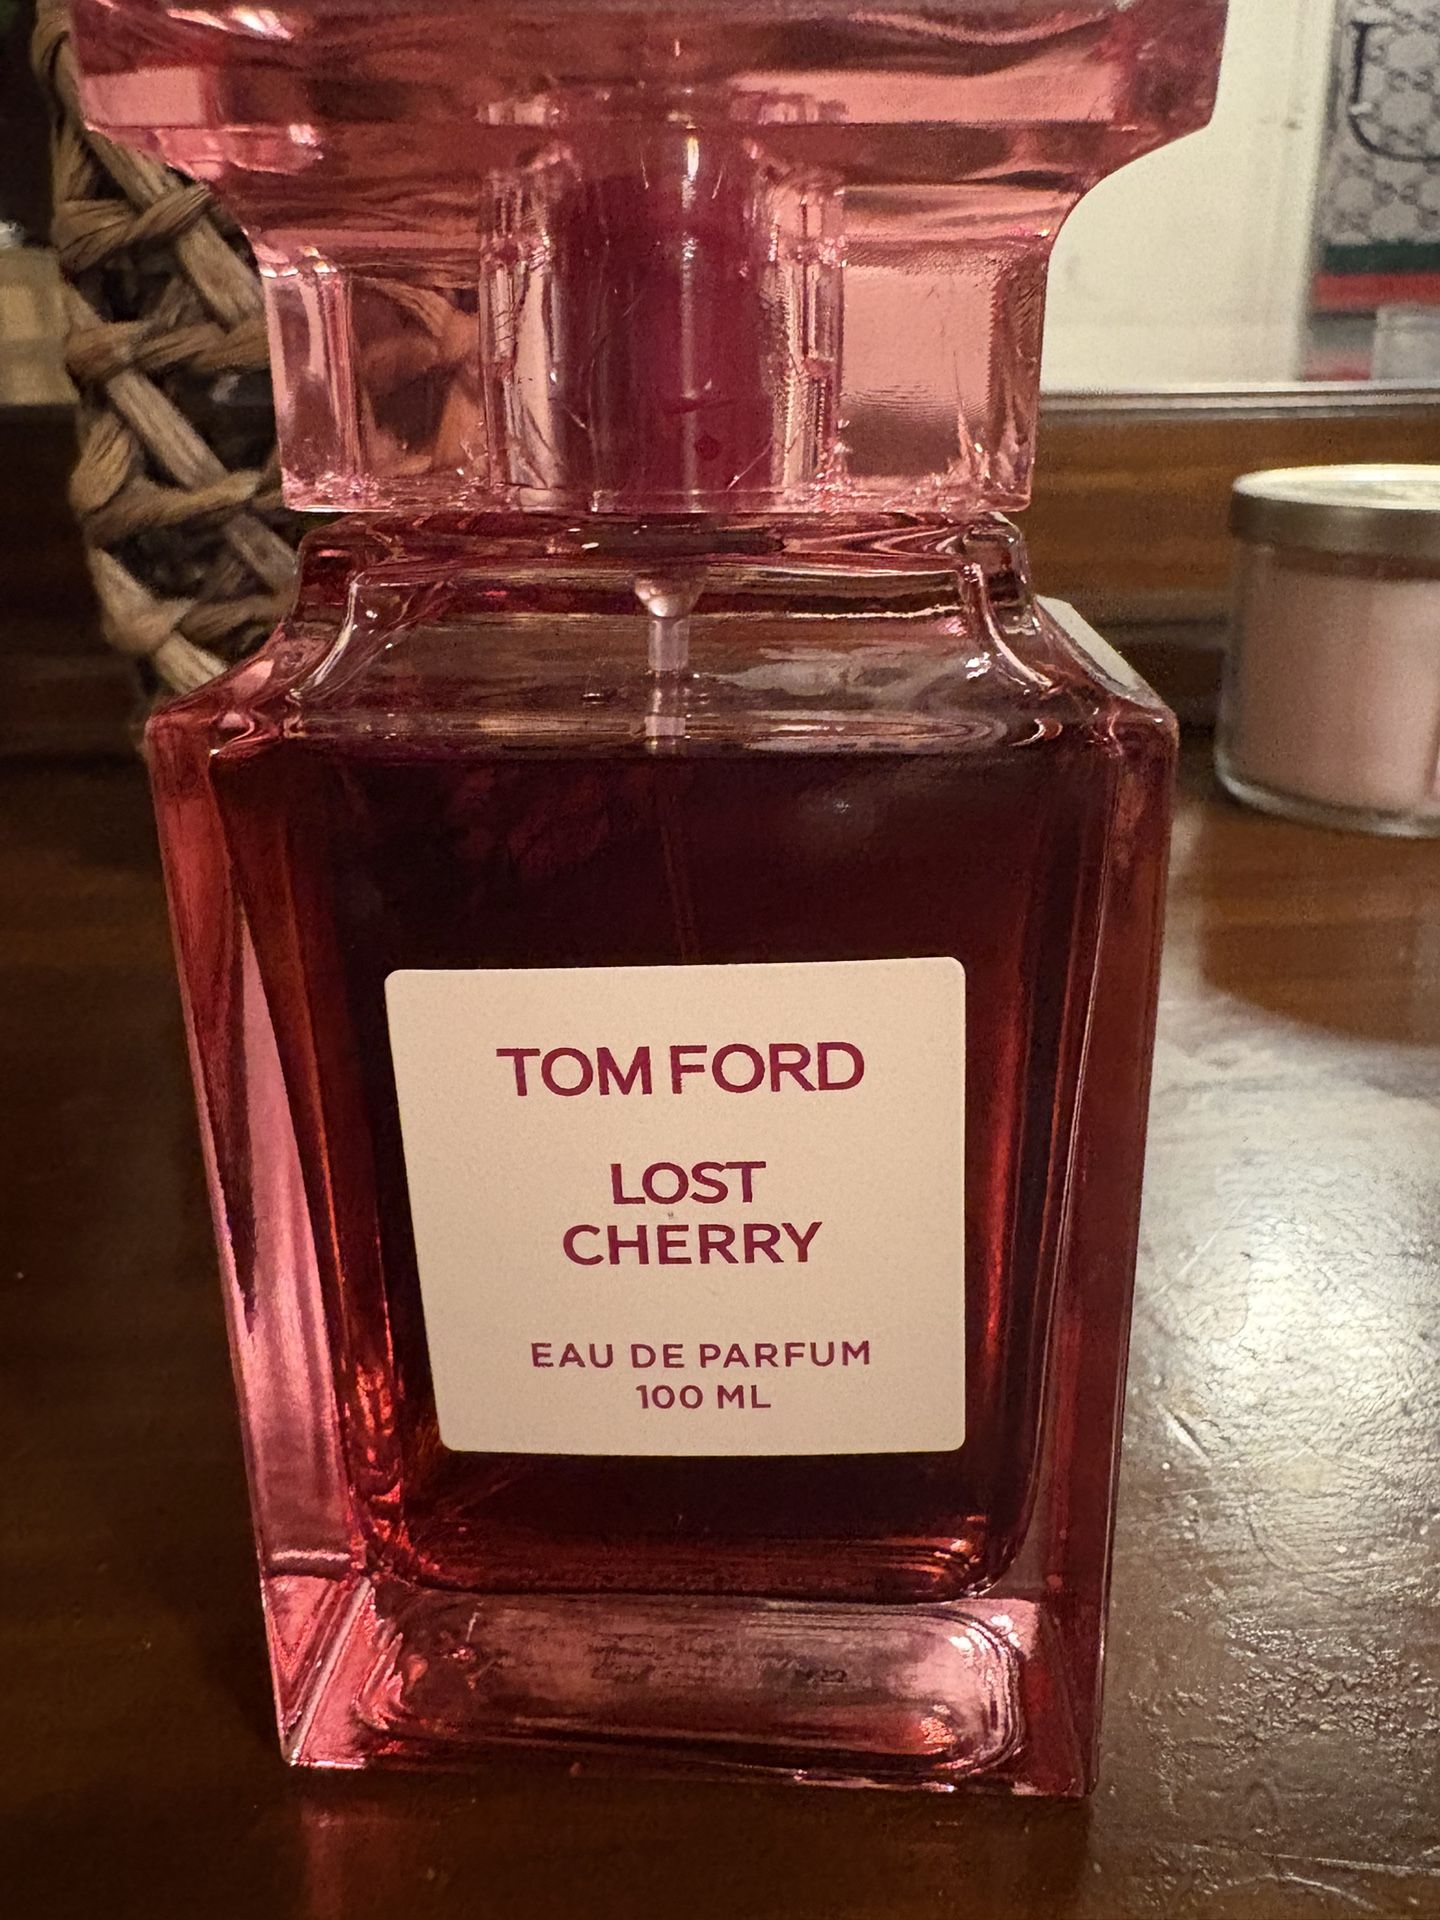 TOM FORD
LOST
CHERRY
EAU DE PARFUM
100 ML